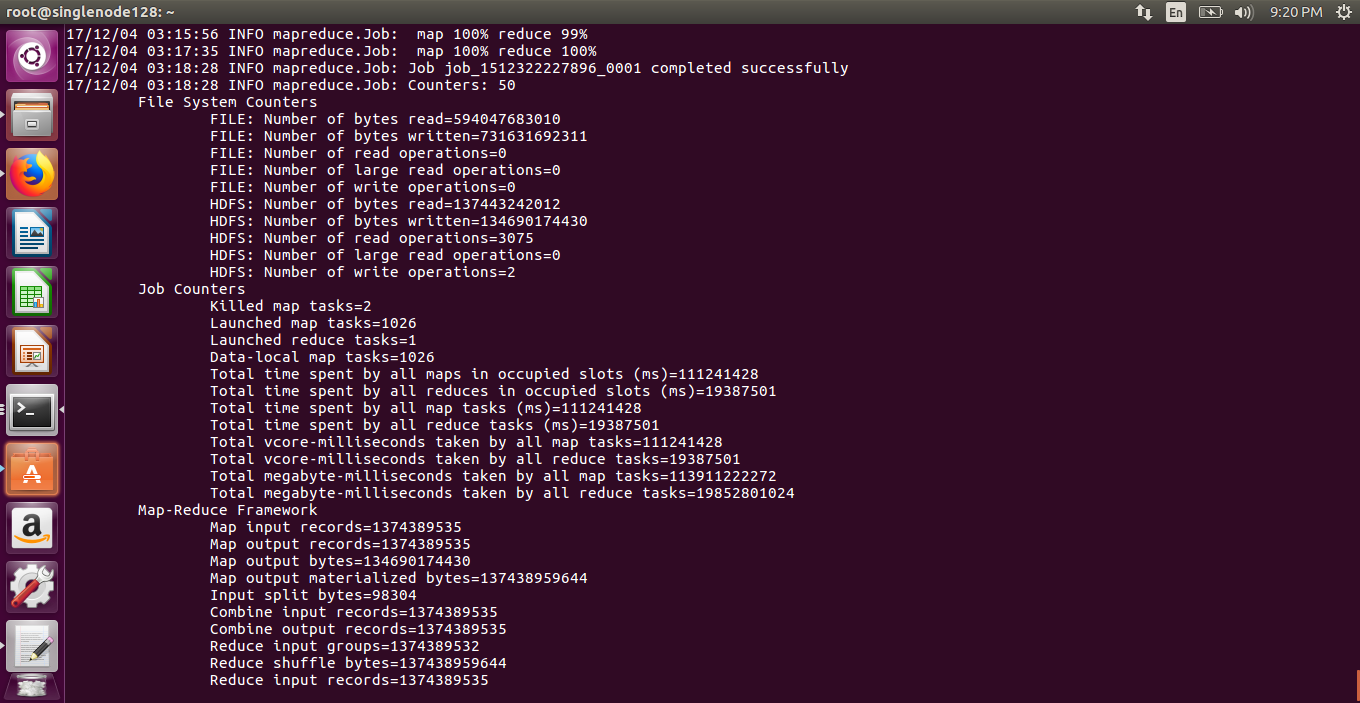 root@singlenode128: ~
En
9:20 PM
17/12/04 03:15:56 INFO mapreduce.Job:  map 100% reduce 99%
17/12/04 03:17:35 INFO mapreduce.Job:  map 100% reduce 100%
17/12/04 03:18:28 INFO mapreduce.Job: Job job_1512322227896_0001 completed successfully
17/12/04 03:18:28 INFO mapreduce.Job: Counters: 50
File System Counters
FILE: Number of bytes read=594047683010
FILE: Number of bytes written=731631692311
FILE: Number of read operations=0
FILE: Number of large read operations=0
FILE: Number of write operations=0
HDFS: Number of bytes read=137443242012
HDFS: Number of bytes written=134690174430
HDFS: Number of read operations=3075
HDFS: Number of large read operations=0
HDFS: Number of write operations=2
Job Counters
Killed map tasks=2
Launched map tasks=1026
Launched reduce tasks=1
Data-local map tasks=1026
Total time spent by all maps in occupied slots (ms)=111241428
Total time spent by all reduces in occupied slots (ms)=19387501
Total time spent by all map tasks (ms)=111241428
Total time spent by all reduce tasks (ms)=19387501
Total vcore-milliseconds taken by all map tasks=111241428
Total vcore-milliseconds taken by all reduce tasks=19387501
Total megabyte-milliseconds taken by all map tasks=113911222272
Total megabyte-milliseconds taken by all reduce tasks=19852801024
Map-Reduce Framework
Map input records=1374389535
Map output records=1374389535
Map output bytes=134690174430
Map output materialized bytes=137438959644
Input split bytes=98304
Combine input records=1374389535
Combine output records=1374389535
Reduce input groups=1374389532
Reduce shuffle bytes=137438959644
Reduce input records=1374389535